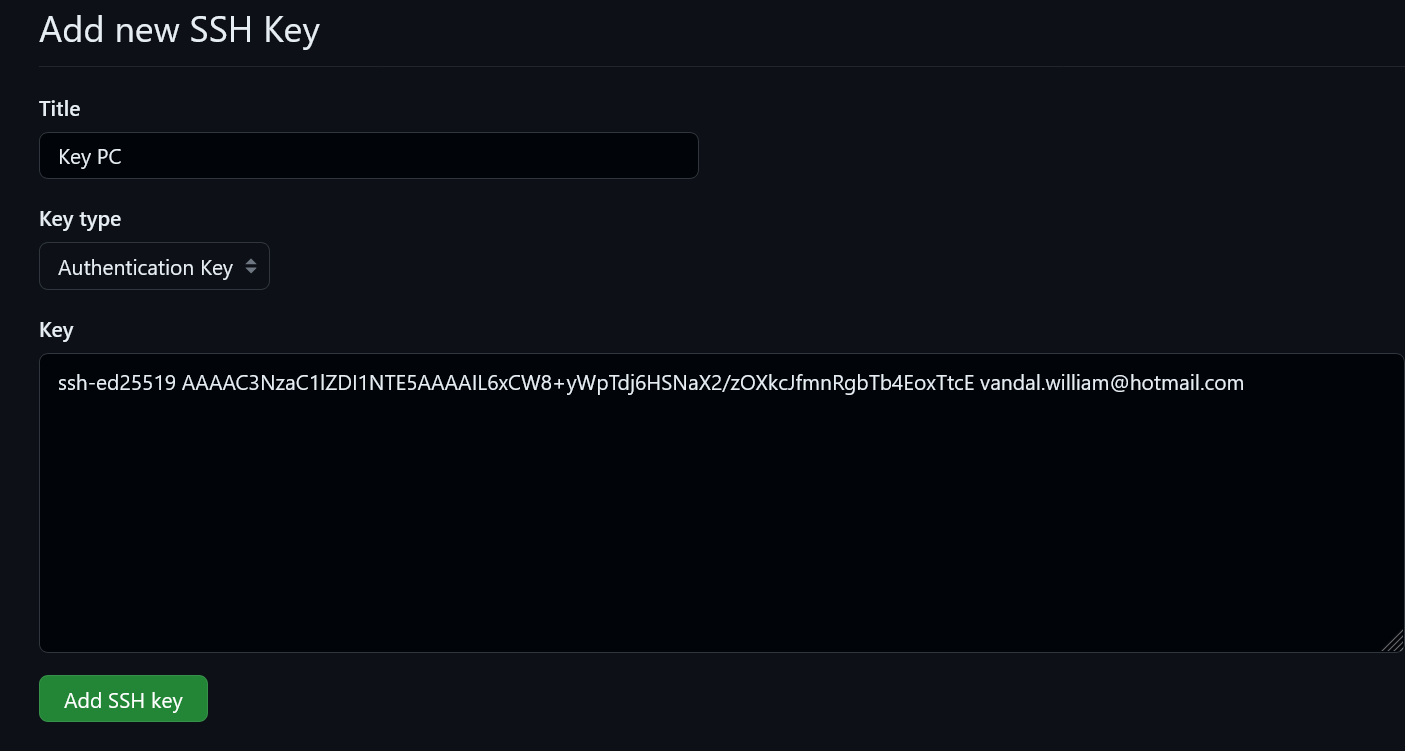 Add new SSH Key
Title
Key PC
Key type
Authentication Key
Key
ssh-ed25519 AAAAC3NzaC1lZDI1NTE5AAAAIL6xCW8+yWpTdj6HSNaX2/zOXkcJfmnRgbTb4EoxTtcE vandal.william@hotmail.com
Add SSH key